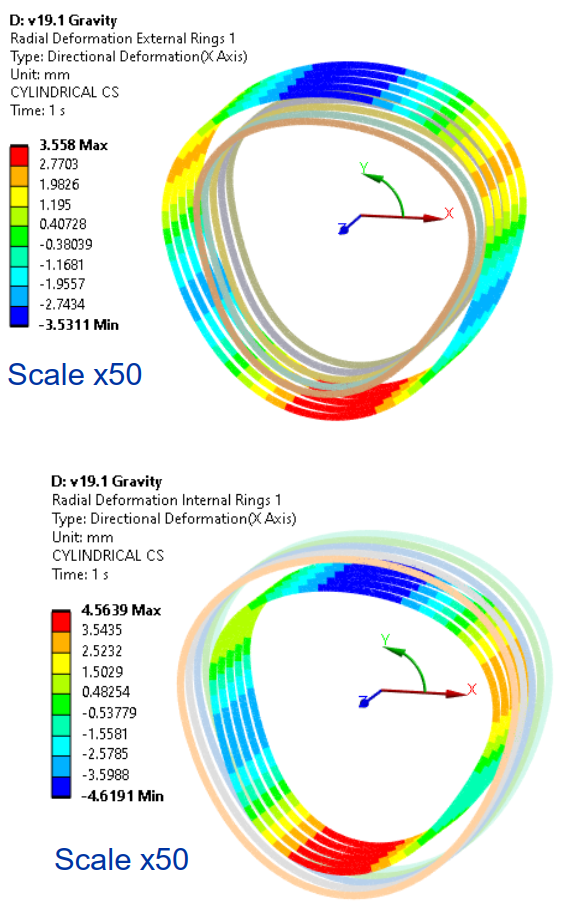 D: v19.1 Gravity
Radial Deformation External Rings 1
Type: Directional Deformation(X Axis)
Unit: mm
CYLINDRICAL CS
Time: 1 s
3.558 Max
2.7703
1.9826
1.195
0.40728
-0.38039
-1.1681
-1.9557
-2.7434
-3.5311 Min
Y
X
Z
Scale x50
D: v19.1 Gravity
Radial Deformation Internal Rings 1
Type: Directional Deformation(X Axis)
Unit: mm
CYLINDRICAL CS
Time: 1 s
4.5639 Max
3.5435
2.5232
1.5029
0.48254
-0.53779
-1.5581
-2.5785
-3.5988
-4.6191 Min
Y
X
Z
Scale x50